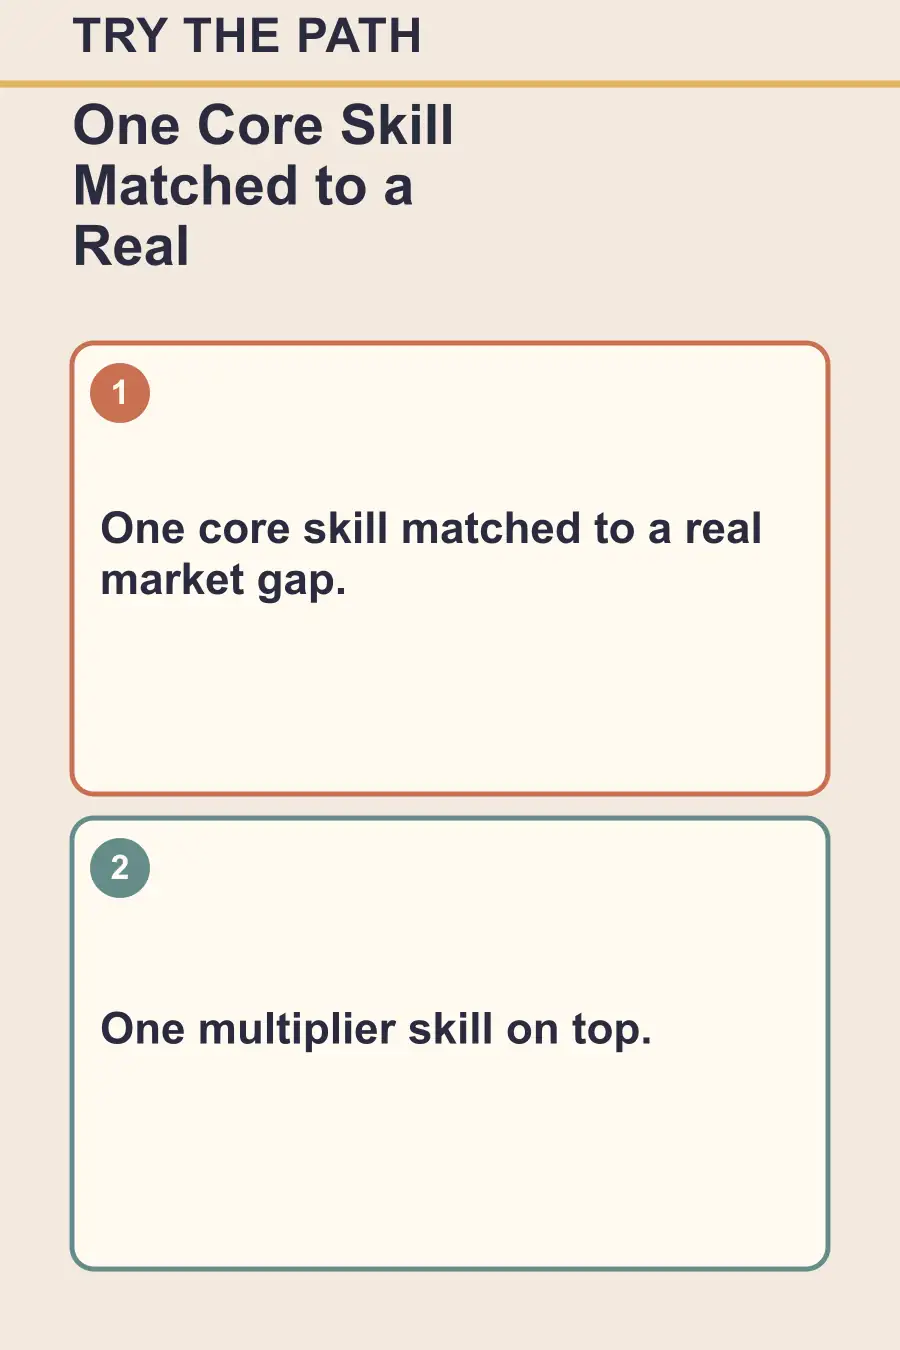 TRY THE PATH
One Core Skill
Matched to a
Real
1
One core skill matched to a real
market gap.
2
One multiplier skill on top.